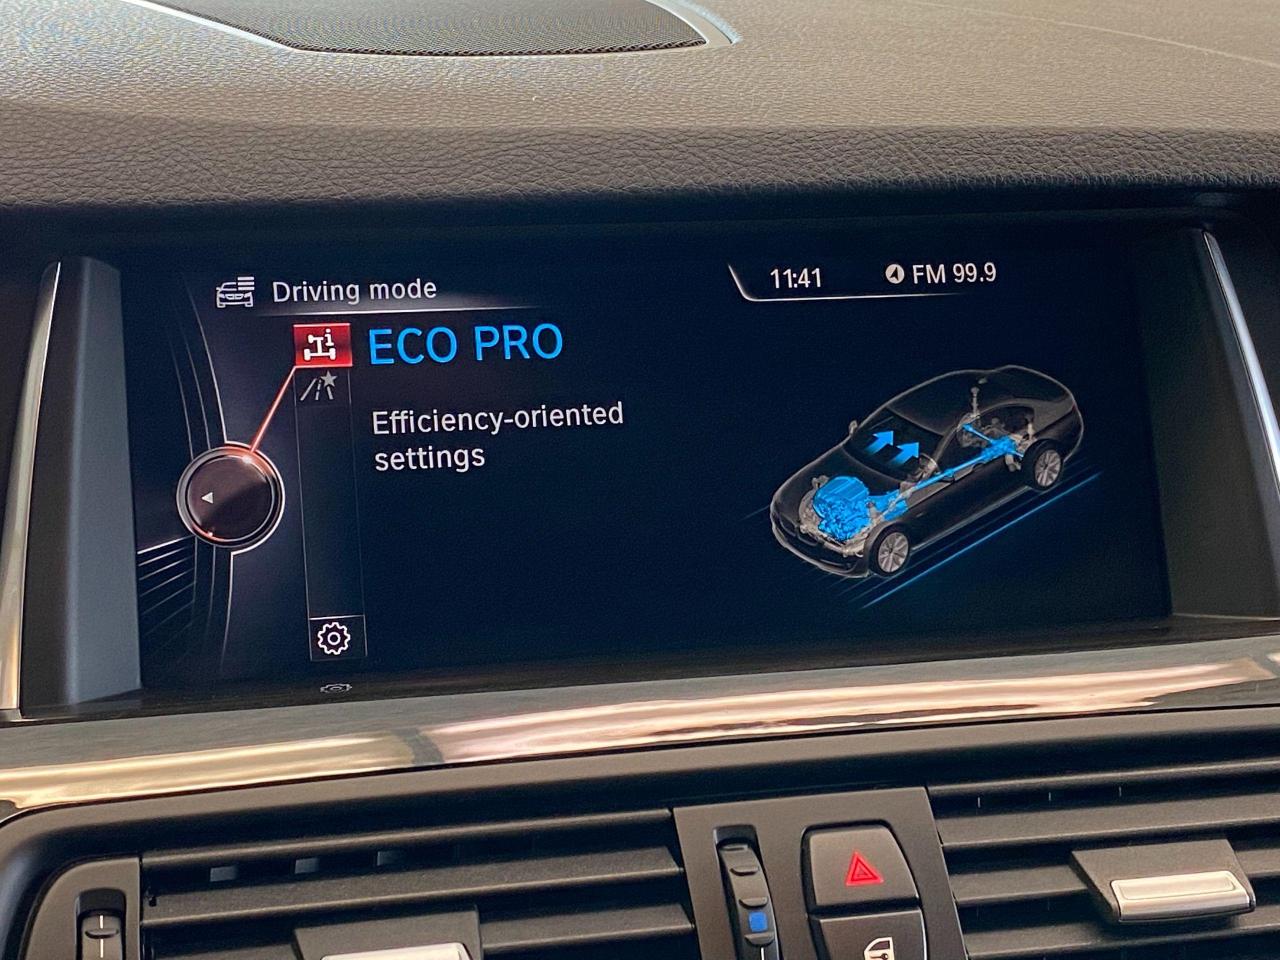 Driving mode
11:41
FM 99.9
ECO PRO
Efficiency-oriented
settings